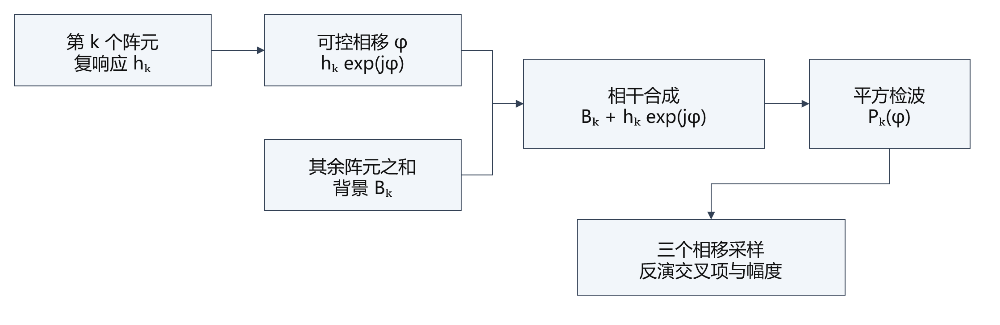 第 k 个阵元
复响应 hₖ
可控相移 φ
hₖ exp(jφ)
其余阵元之和
背景 Bₖ
相干合成
Bₖ + hₖ exp(jφ)
平方检波
Pₖ(φ)
三个相移采样
反演交叉项与幅度